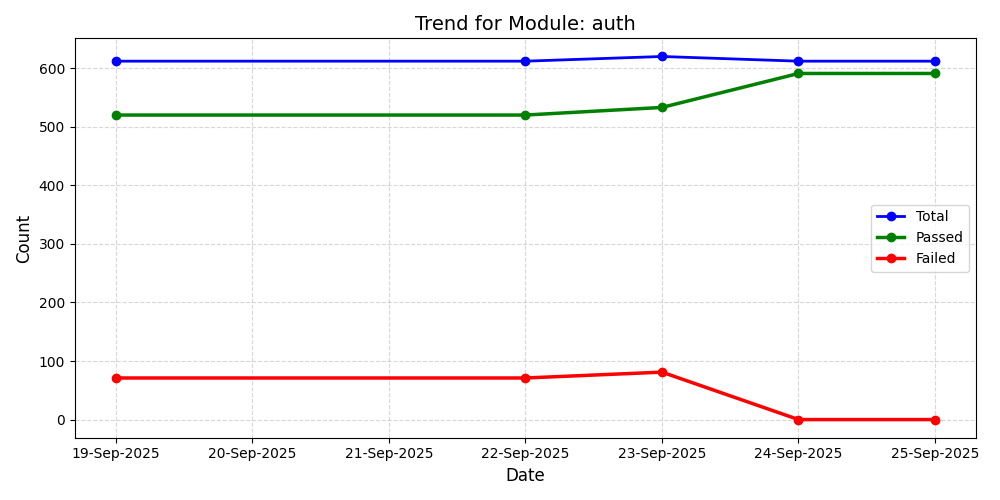 Trend for Module: auth
600
500
400
300
200
100
0
Count
Total
Passed
Failed
19-Sep-2025 20-Sep-2025 21-Sep-2025 22-Sep-2025 23-Sep-2025 24-Sep-2025 25-Sep-2025
Date